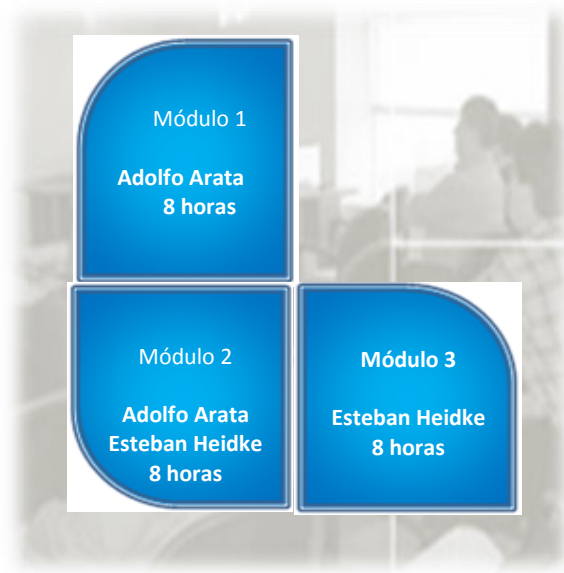 Módulo 1
Adolfo Arata
8 horas
Módulo 2
Adolfo Arata
Esteban Heidke
8 horas
Módulo 3
Esteban Heidke
8 horas